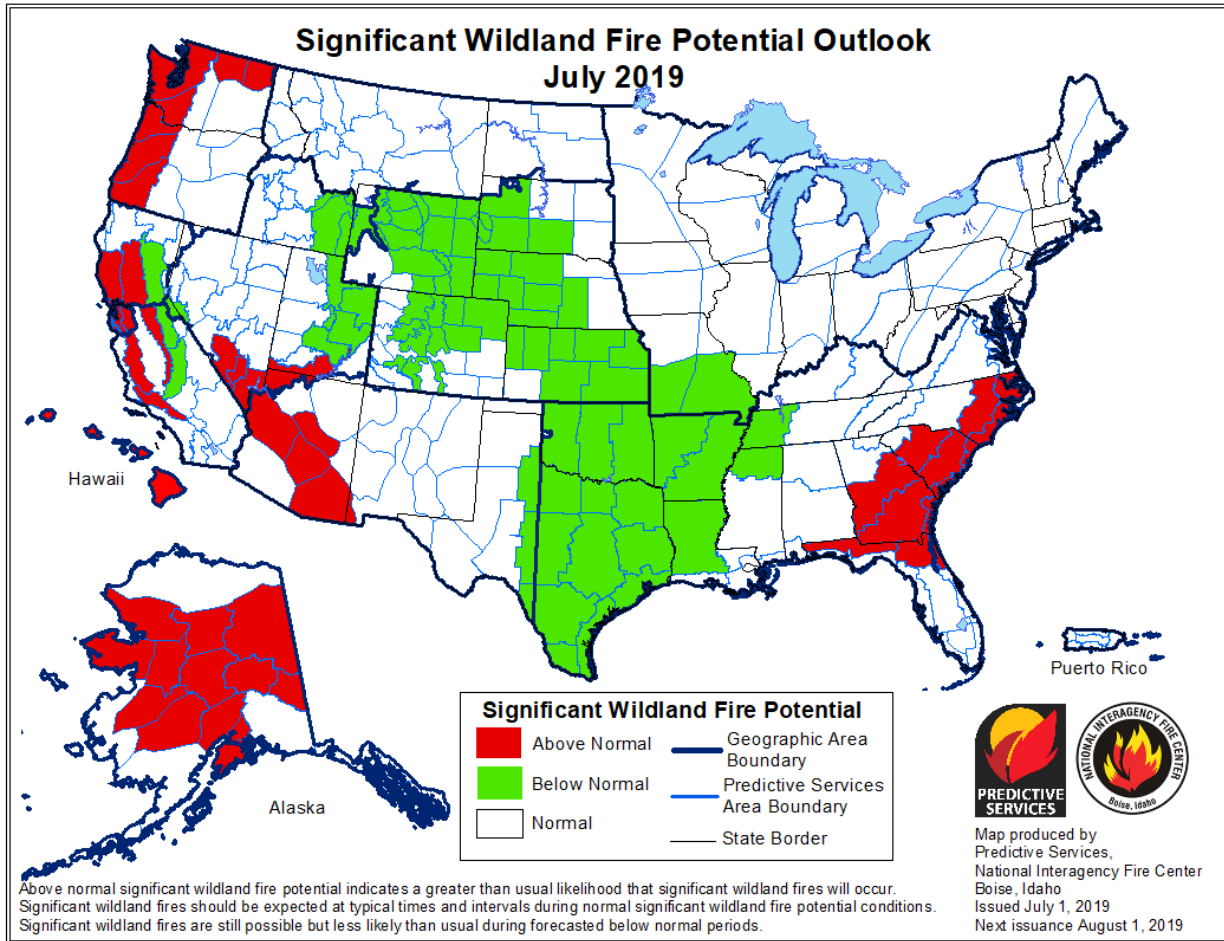 Significant Wildland Fire Potential Outlook
July 2019
Hawaii
Alaska
Puerto Rico
Significant Wildland Fire Potential
Above Normal
Below Normal
Normal
Geographic Area
Boundary
Predictive Services
Area Boundary
State Border
PREDICTIVE
SERVICES
NATIONAL INTERAGENCY FIRE CENTER
Boise, Idaho
Map produced by
Predictive Services,
National Interagency Fire Center
Boise, Idaho
Issued July 1, 2019
Next issuance August 1, 2019
Above normal significant wildland fire potential indicates a greater than usual likelihood that significant wildland fires will occur.
Significant wildland fires should be expected at typical times and intervals during normal significant wildland fire potential conditions.
Significant wildland fires are still possible but less likely than usual during forecasted below normal periods.